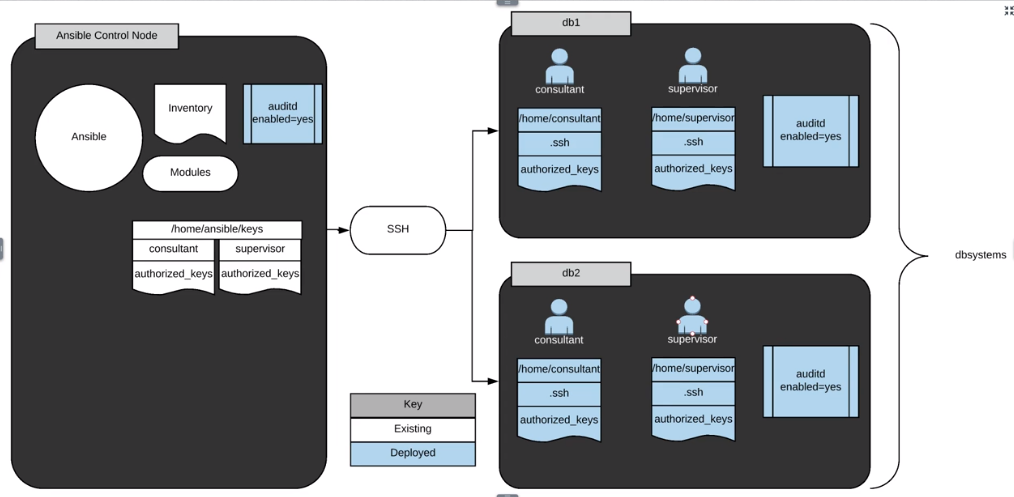 Ansible Control Node
Ansible
Inventory
auditd
enabled=yes
Modules
/home/ansible/keys
consultant
supervisor
authorized_keys
authorized_keys
SSH
Key
Existing
Deployed
db1
consultant
supervisor
/home/consultant
.ssh
authorized_keys
/home/supervisor
.ssh
authorized_keys
auditd
enabled=yes
db2
consultant
supervisor
/home/consultant
.ssh
authorized_keys
/home/supervisor
.ssh
authorized_keys
auditd
enabled=yes
dbsystems